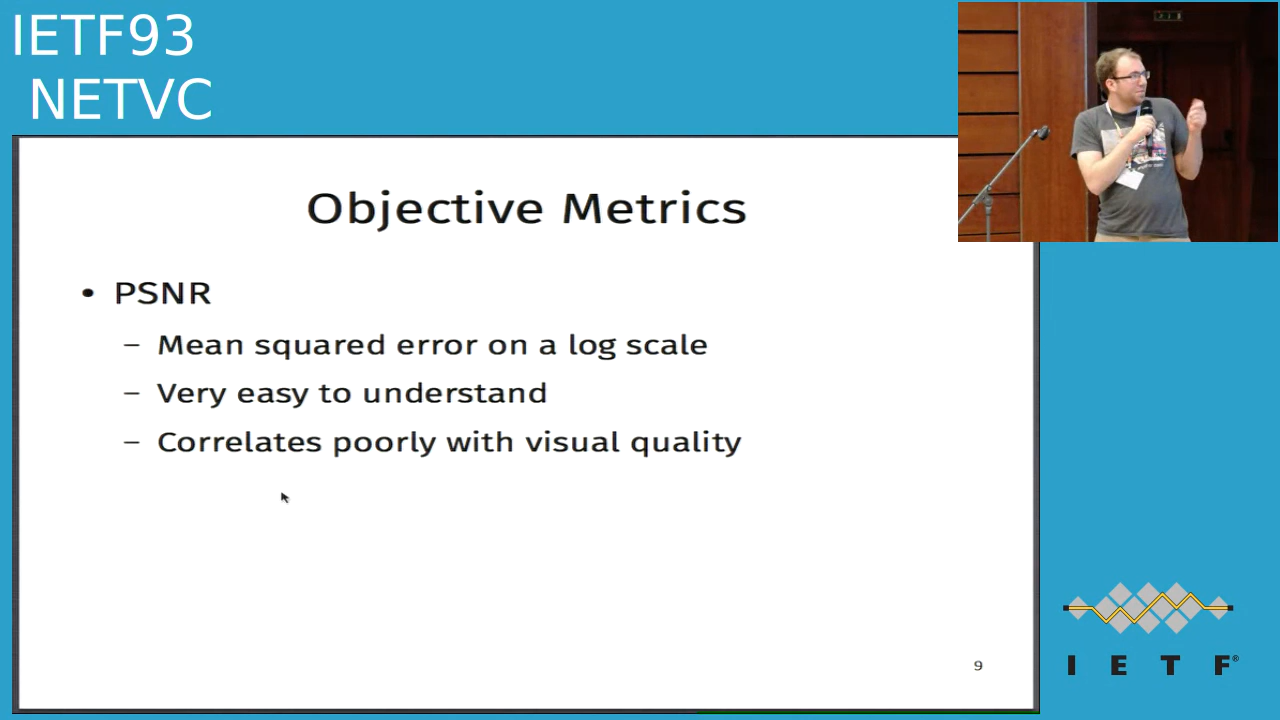 IETF93
NETVC
Objective Metrics
• PSNR
– Mean squared error on a log scale
– Very easy to understand
– Correlates poorly with visual quality
9
I E T F®